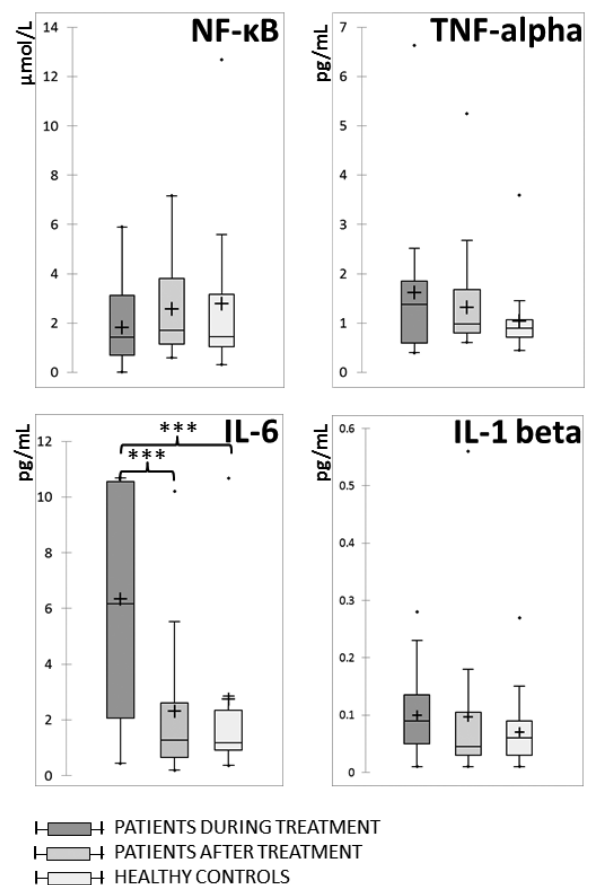 NF-κB
μmol/L
14
12
10
8
6
4
2
0
TNF-alpha
pg/mL
7
6
5
4
3
2
1
0
IL-6
pg/mL
12
10
8
6
4
2
0
***
***
IL-1 beta
pg/mL
0.6
0.5
0.4
0.3
0.2
0.1
0
PATIENTS DURING TREATMENT
PATIENTS AFTER TREATMENT
HEALTHY CONTROLS